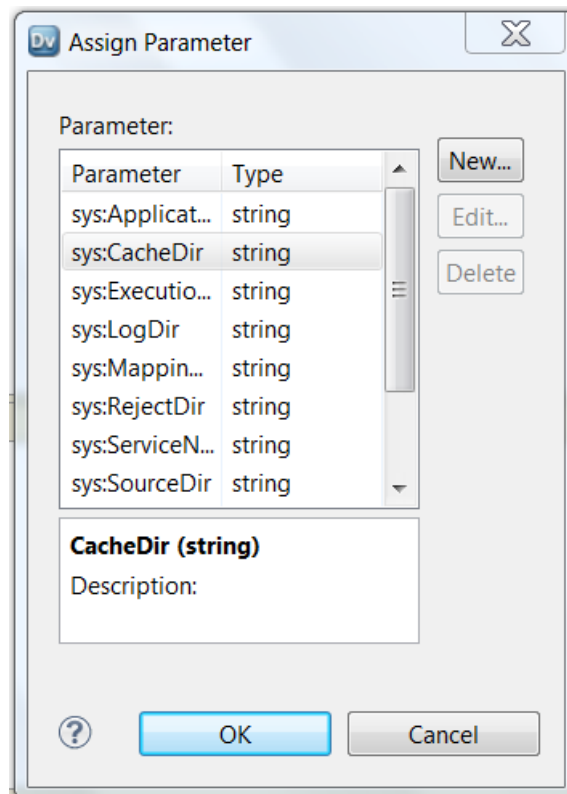 Dv Assign Parameter
Parameter:
New...
Parameter Type
sys:Applicat... string
Edit...
sys:CacheDir string
Delete
sys:Executio... string
sys:LogDir string
sys:Mappin... string
sys:RejectDir string
sys:ServiceN... string
sys:SourceDir string
CacheDir (string)
Description:
? OK Cancel